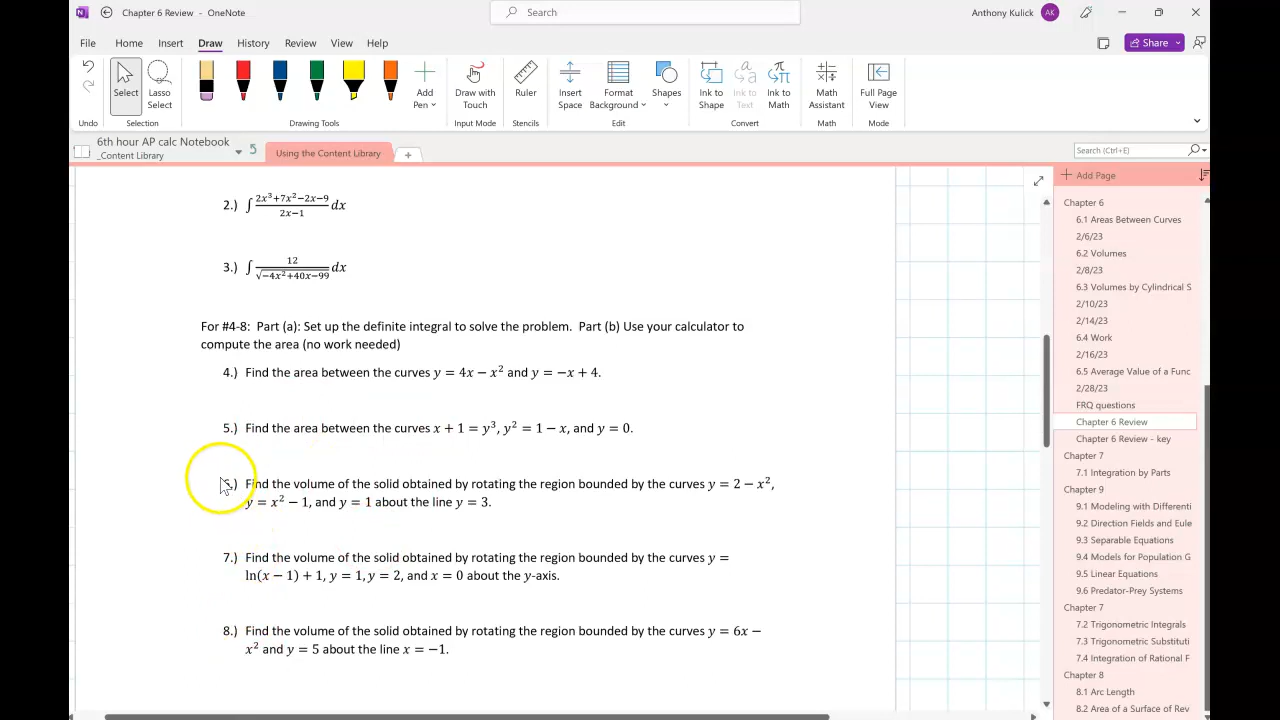 Chapter 6 Review - OneNote
Search
Anthony Kulick
AK
File Home Insert Draw History Review View Help
Share
Undo
Select
Lasso Select
Add Pen
Draw with Touch
Ruler
Insert Space
Format Background
Shapes
Ink to Shape
Ink to Text
Ink to Math
Math Assistant
Full Page View
Selection
Drawing Tools
Input Mode
Stencils
Edit
Convert
Math
Mode
6th hour AP calc Notebook
_Content Library
Using the Content Library
Search (Ctrl+E)
2.) ∫ (2x³+7x²−2x−9)/(2x−1) dx
3.) ∫ 12/√(−4x²+40x−99) dx
For #4-8: Part (a): Set up the definite integral to solve the problem. Part (b) Use your calculator to
compute the area (no work needed)
4.) Find the area between the curves y = 4x − x² and y = −x + 4.
5.) Find the area between the curves x + 1 = y³, y² = 1 − x, and y = 0.
6.) Find the volume of the solid obtained by rotating the region bounded by the curves y = 2 − x²,
y = x² − 1, and y = 1 about the line y = 3.
7.) Find the volume of the solid obtained by rotating the region bounded by the curves y =
ln(x − 1) + 1, y = 1, y = 2, and x = 0 about the y-axis.
8.) Find the volume of the solid obtained by rotating the region bounded by the curves y = 6x −
x² and y = 5 about the line x = −1.
Add Page
Chapter 6
6.1 Areas Between Curves
2/6/23
6.2 Volumes
2/8/23
6.3 Volumes by Cylindrical S
2/10/23
2/14/23
6.4 Work
2/16/23
6.5 Average Value of a Func
2/28/23
FRQ questions
Chapter 6 Review
Chapter 6 Review - key
Chapter 7
7.1 Integration by Parts
Chapter 9
9.1 Modeling with Differenti
9.2 Direction Fields and Eule
9.3 Separable Equations
9.4 Models for Population G
9.5 Linear Equations
9.6 Predator-Prey Systems
Chapter 7
7.2 Trigonometric Integrals
7.3 Trigonometric Substituti
7.4 Integration of Rational F
Chapter 8
8.1 Arc Length
8.2 Area of a Surface of Rev